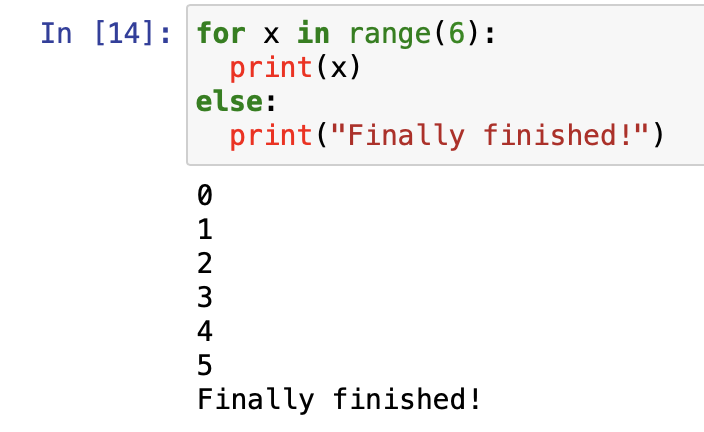 In [14]: for x in range(6):
  print(x)
else:
  print("Finally finished!")
0
1
2
3
4
5
Finally finished!